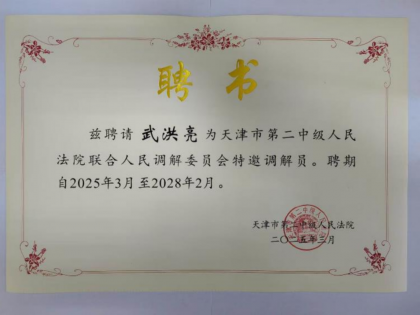 聘书
兹聘请 武洪亮 为天津市第二中级人民
法院联合人民调解委员会特邀调解员。聘期
自2025年3月至2028年2月。
天津市第二中级人民法院
二〇二五年三月